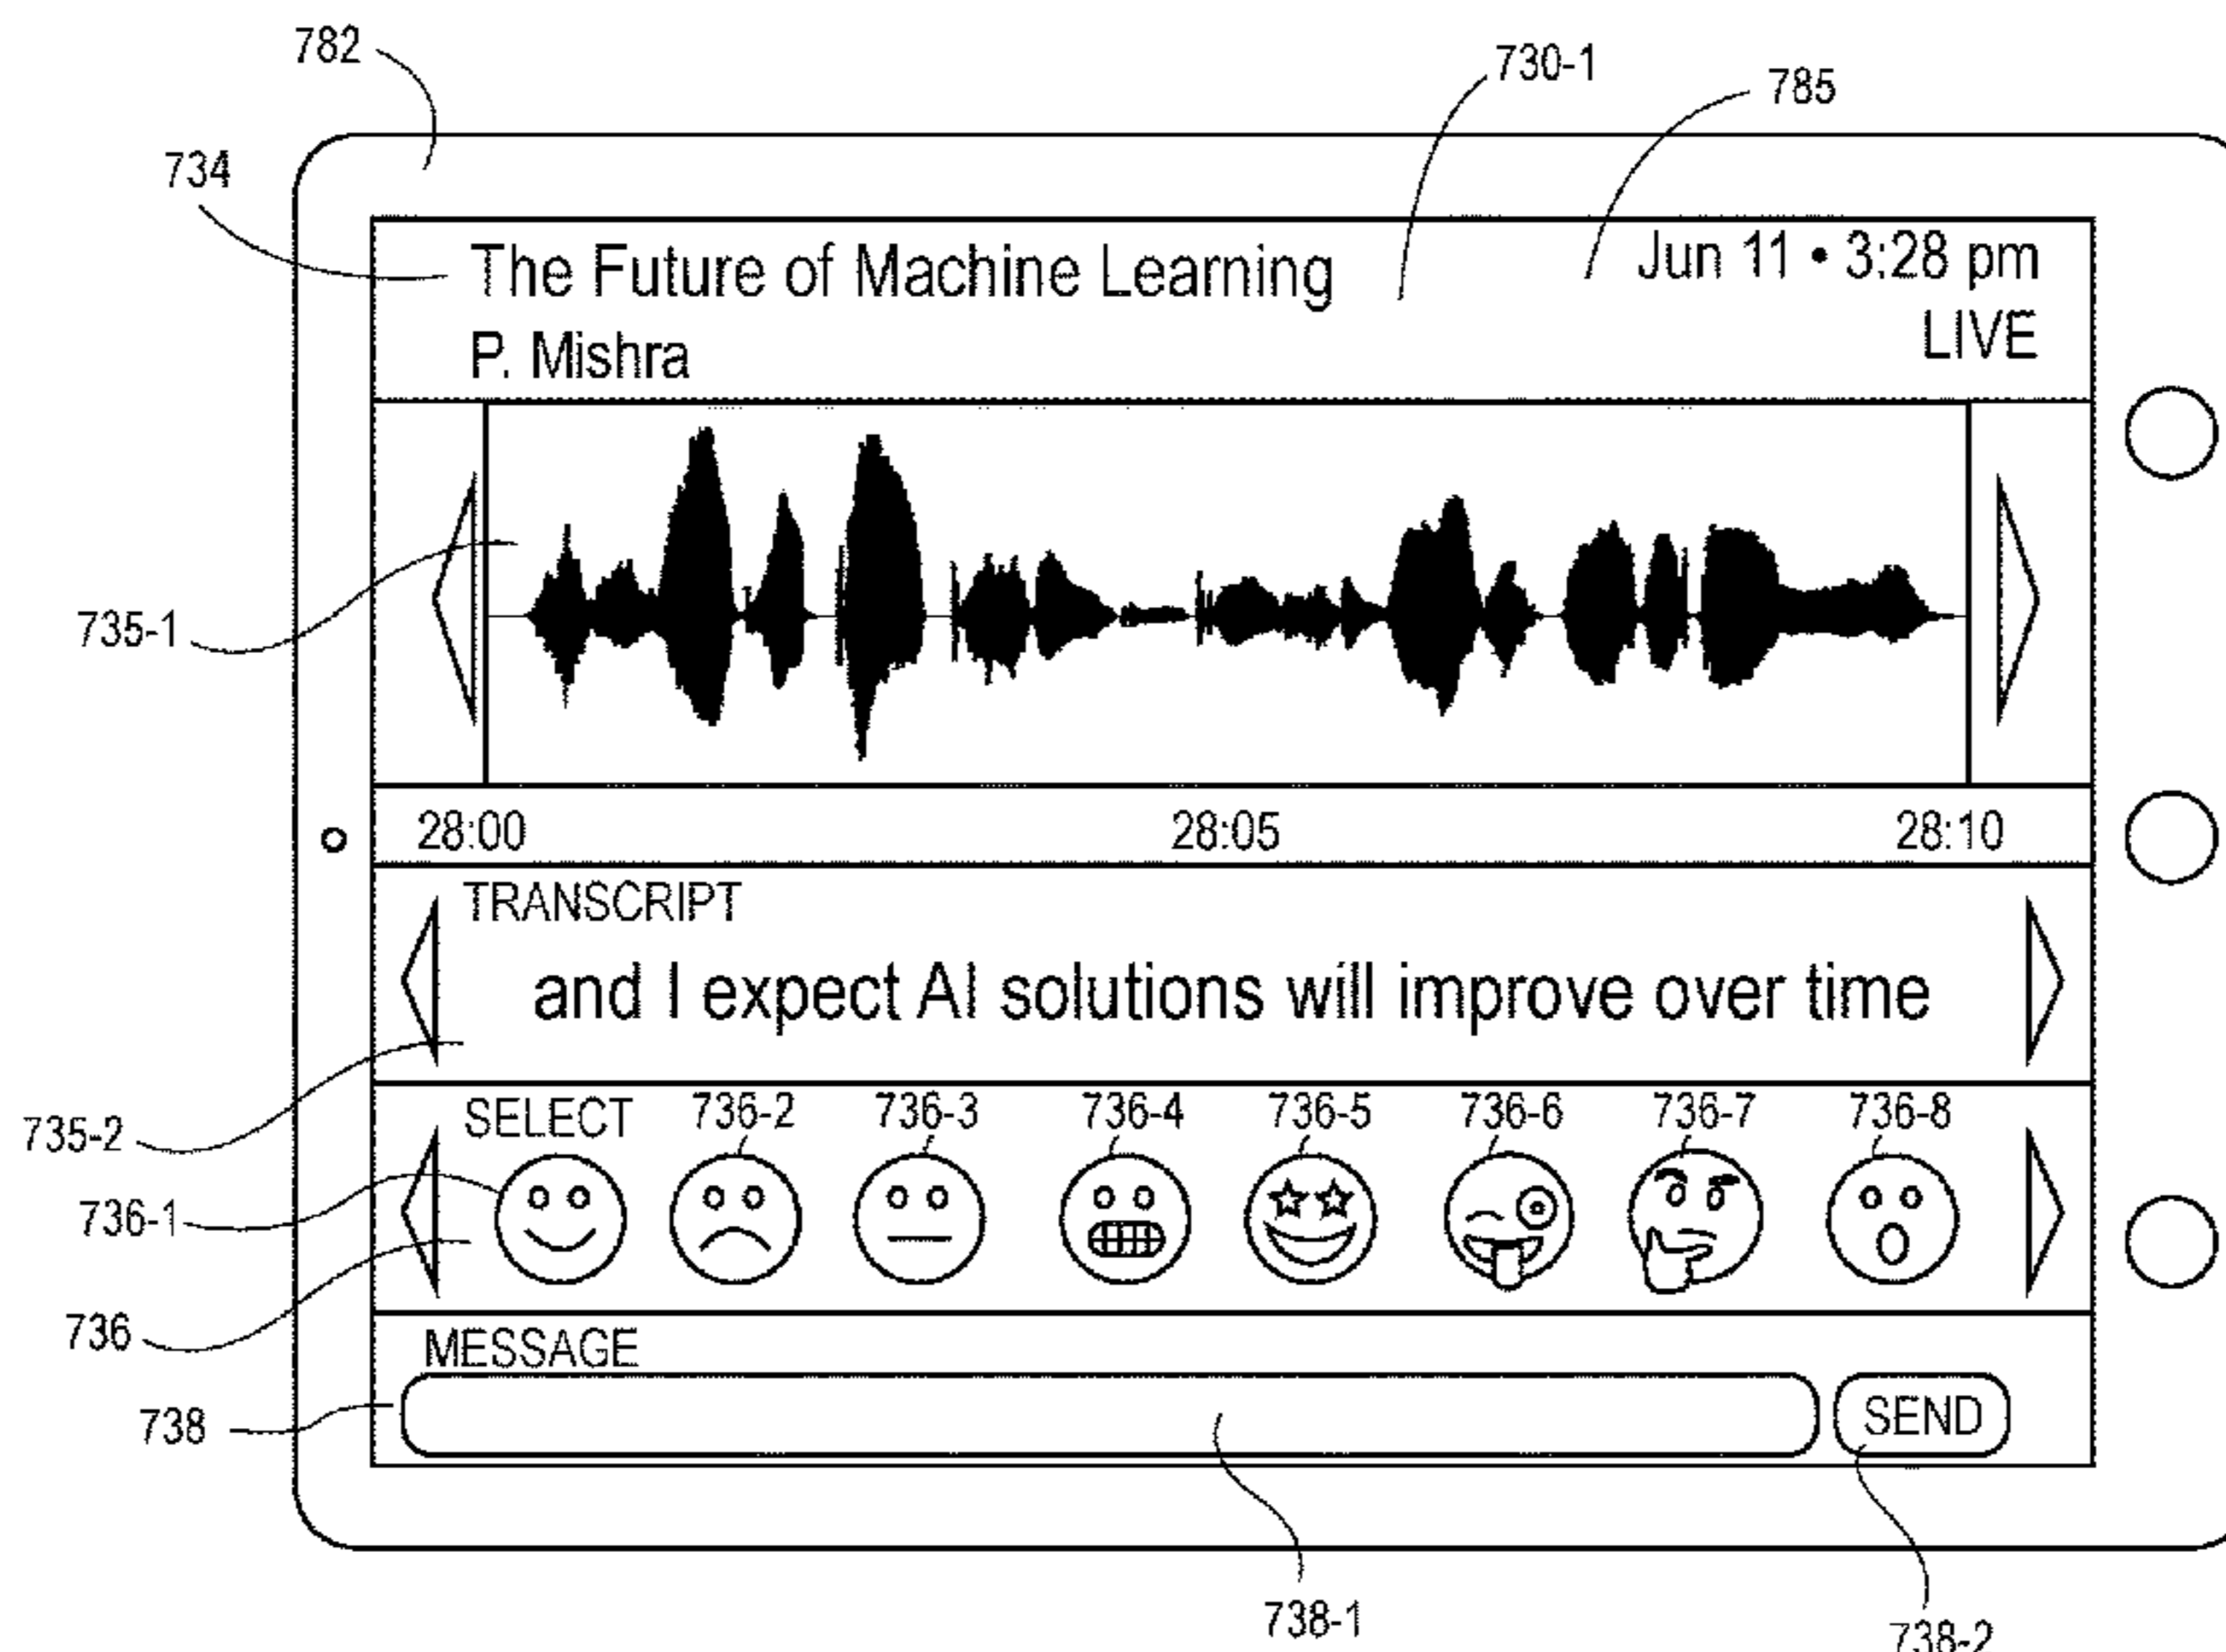 782
730-1
785
734
The Future of Machine Learning
Jun 11 • 3:28 pm
P. Mishra
LIVE
735-1
28:00 28:05 28:10
TRANSCRIPT
and I expect AI solutions will improve over time
735-2
SELECT 736-2 736-3 736-4 736-5 736-6 736-7 736-8
736-1
736
MESSAGE
738
SEND
738-1
738-2